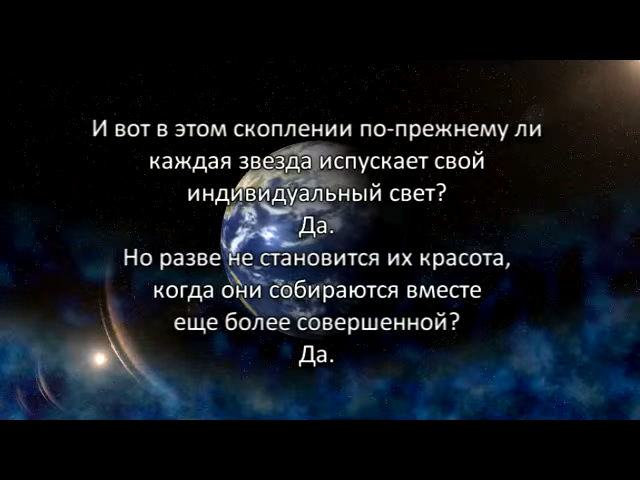 И вот в этом скоплении по-прежнему ли
каждая звезда испускает свой
индивидуальный свет?
Да.
Но разве не становится их красота,
когда они собираются вместе
еще более совершенной?
Да.